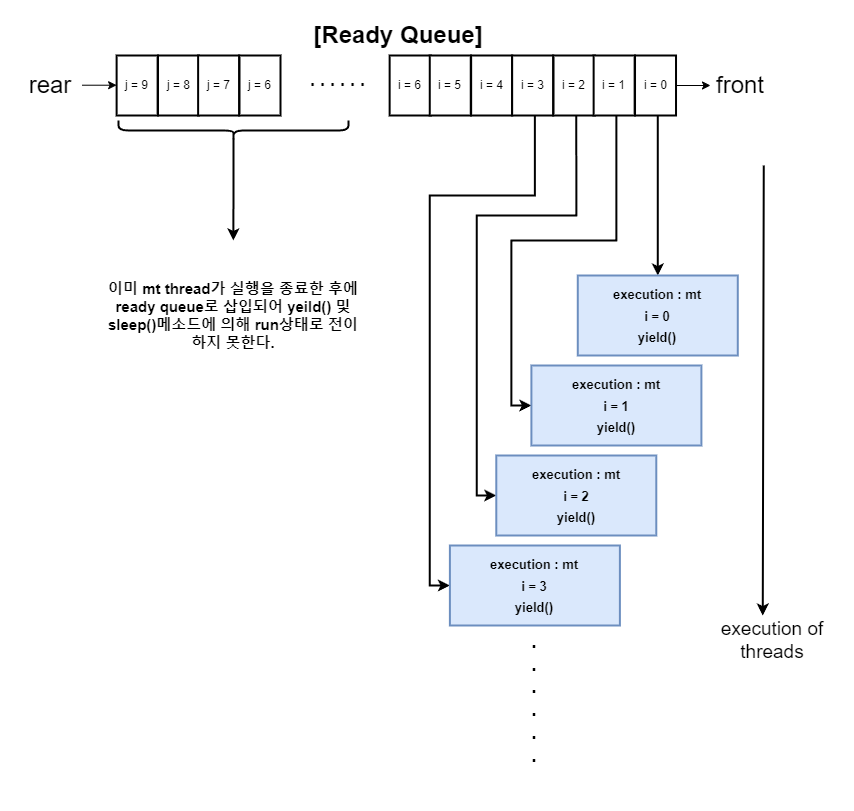 [Ready Queue]
rear
j = 9
j = 8
j = 7
j = 6
......
i = 6
i = 5
i = 4
i = 3
i = 2
i = 1
i = 0
front
이미 mt thread가 실행을 종료한 후에
ready queue로 삽입되어 yeild() 및
sleep()메소드에 의해 run상태로 전이
하지 못한다.
execution : mt
i = 0
yield()
execution : mt
i = 1
yield()
execution : mt
i = 2
yield()
execution : mt
i = 3
yield()
.
.
.
.
.
.
execution of
threads